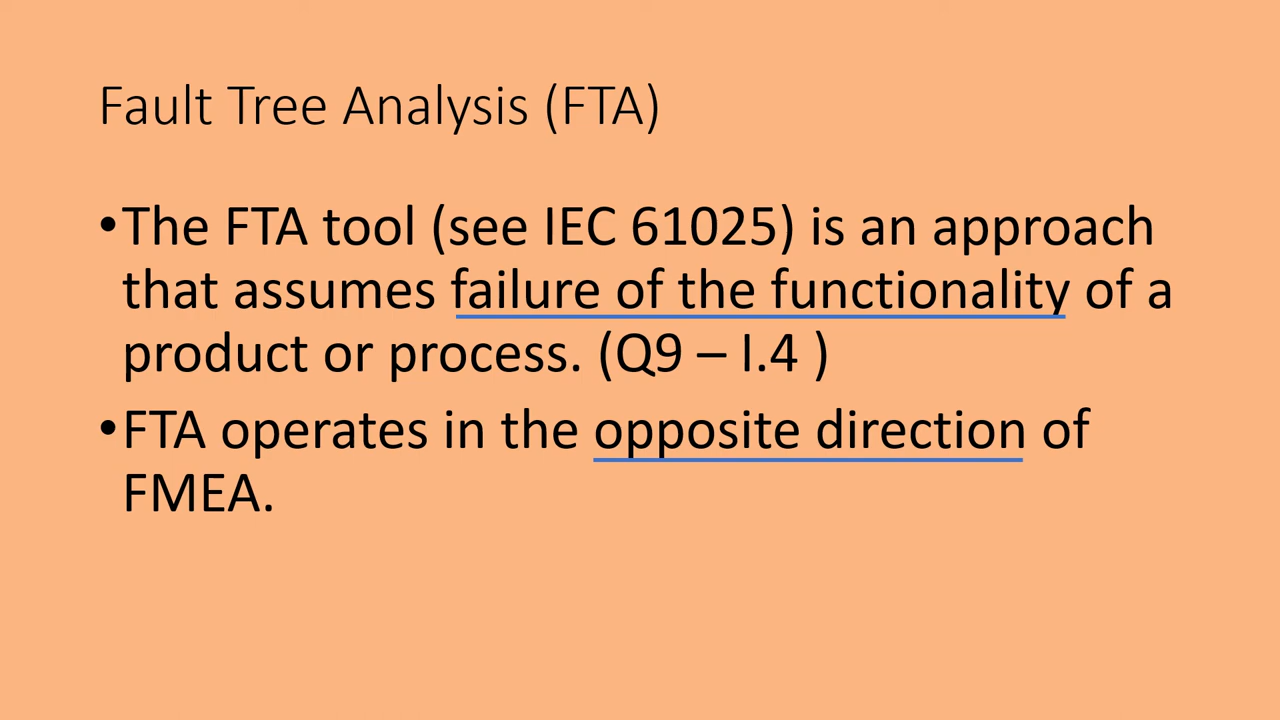 Fault Tree Analysis (FTA)
•The FTA tool (see IEC 61025) is an approach
that assumes failure of the functionality of a
product or process. (Q9 – I.4 )
•FTA operates in the opposite direction of
FMEA.